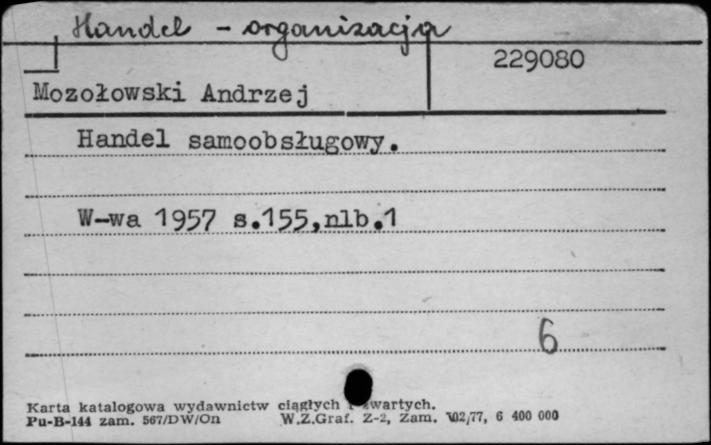 Handel - organizacja
229080
Mozołowski Andrzej
Handel samoobsługowy.
W-wa 1957 s.155,nlb.1
6
Karta katalogowa wydawnictw ciągłych i zwartych.
Pu-B-144 zam. 567/DW/On W.Z.Graf. Z-2, Zam. 702/77, 6 400 000